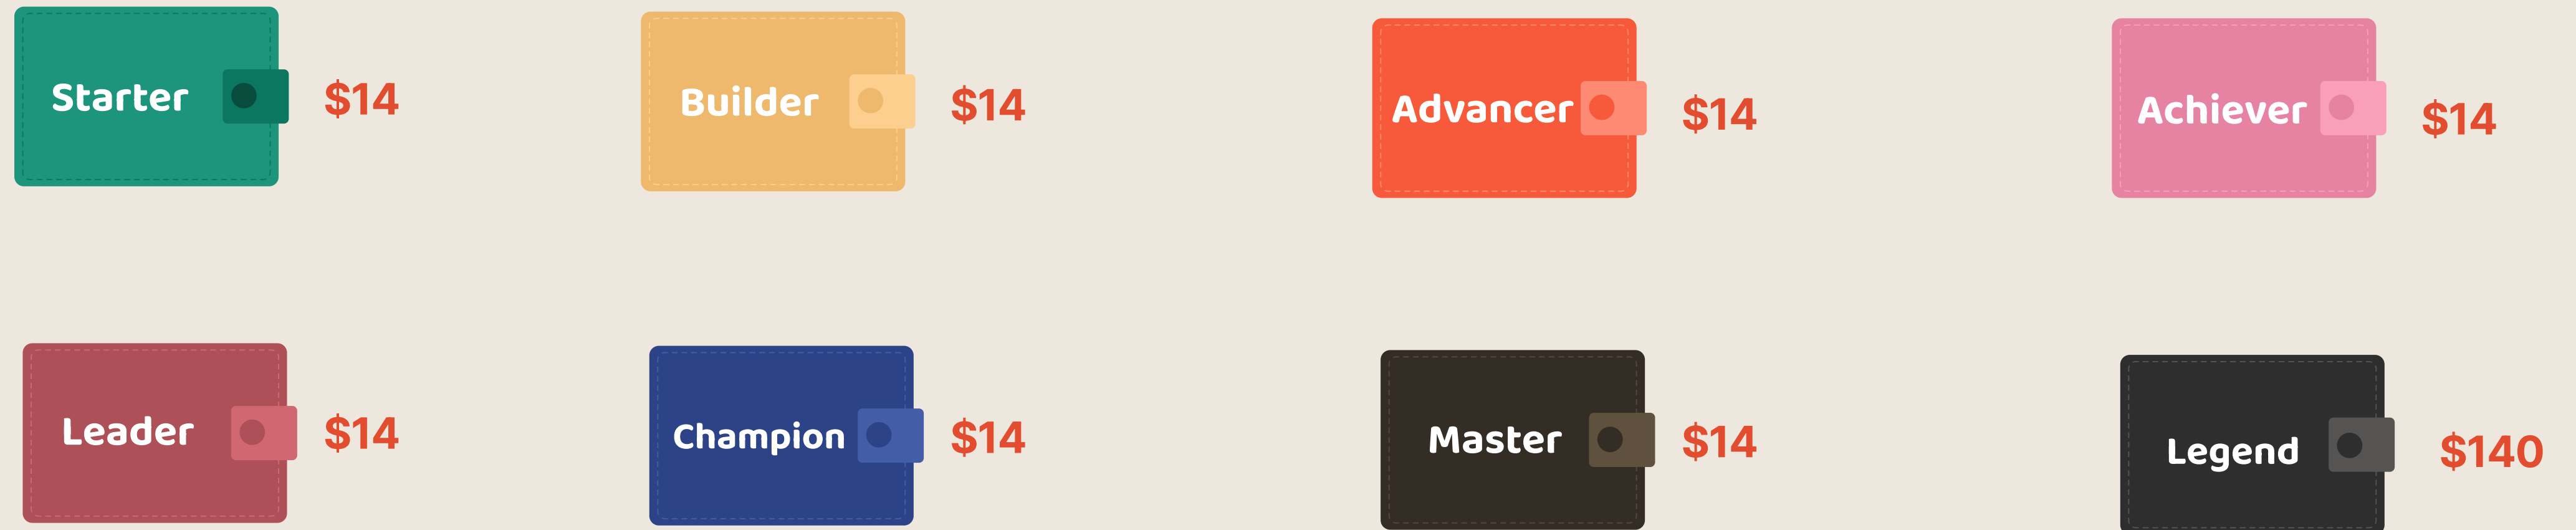 Starter $14
Builder $14
Advancer $14
Achiever $14
Leader $14
Champion $14
Master $14
Legend $140